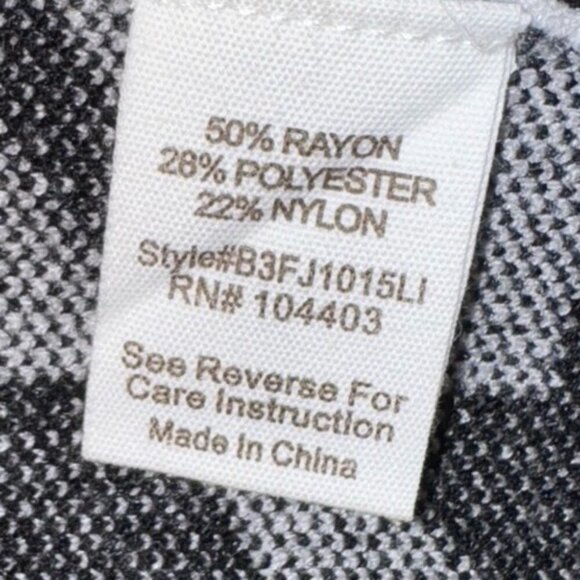 50% RAYON
28% POLYESTER
22% NYLON
Style#B3FJ1015LI
RN# 104403
See Reverse For
Care Instruction
Made In China